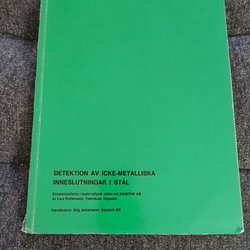 DETEKTION AV ICKE-METALLISKA
INNESLUTNINGAR I STÅL
Examensarbete i materialfysik utfört vid SANDVIK AB
av Lars Pettersson, Teknikum, Uppsala
Handledare: Stig Johansson, Sandvik AB